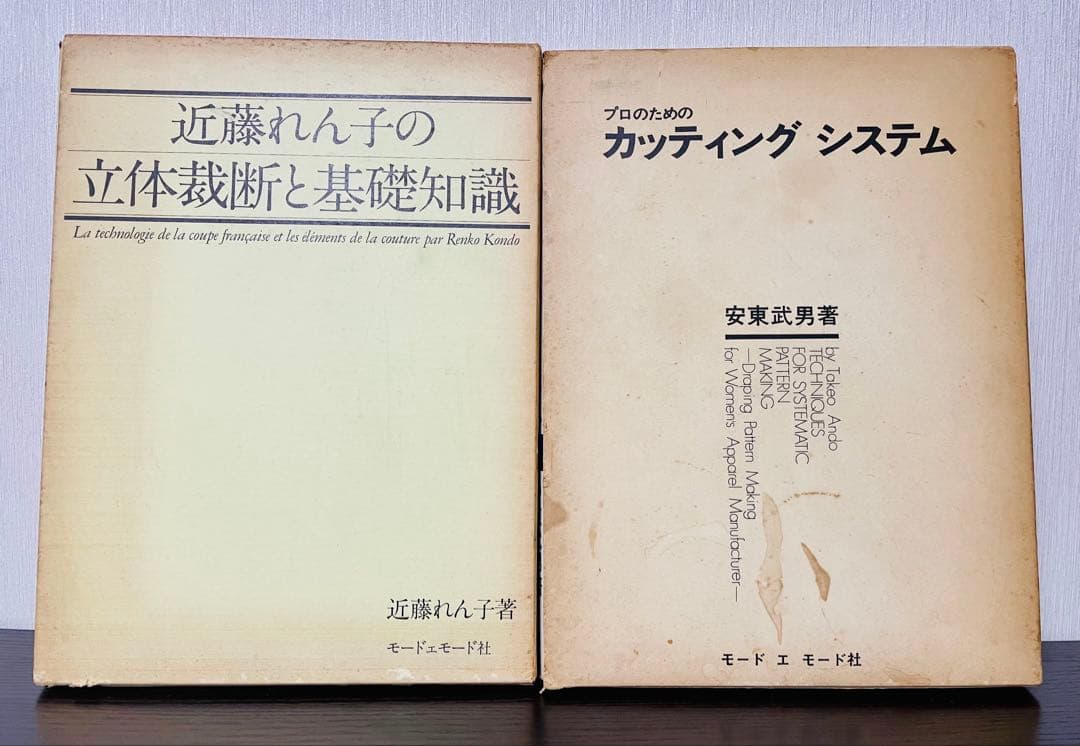 近藤れん子の
立体裁断と基礎知識
La technologie de la coupe française et les éléments de la couture par Renko Kondo
近藤れん子著
モードェモード社
プロのための
カッティング システム
安東武男著
by Takeo Ando
TECHNIQUES
FOR SYSTEMATIC
PATTERN
MAKING
—Draping Pattern Making
for Women's Apparel Manufacturer—
モード エ モード社